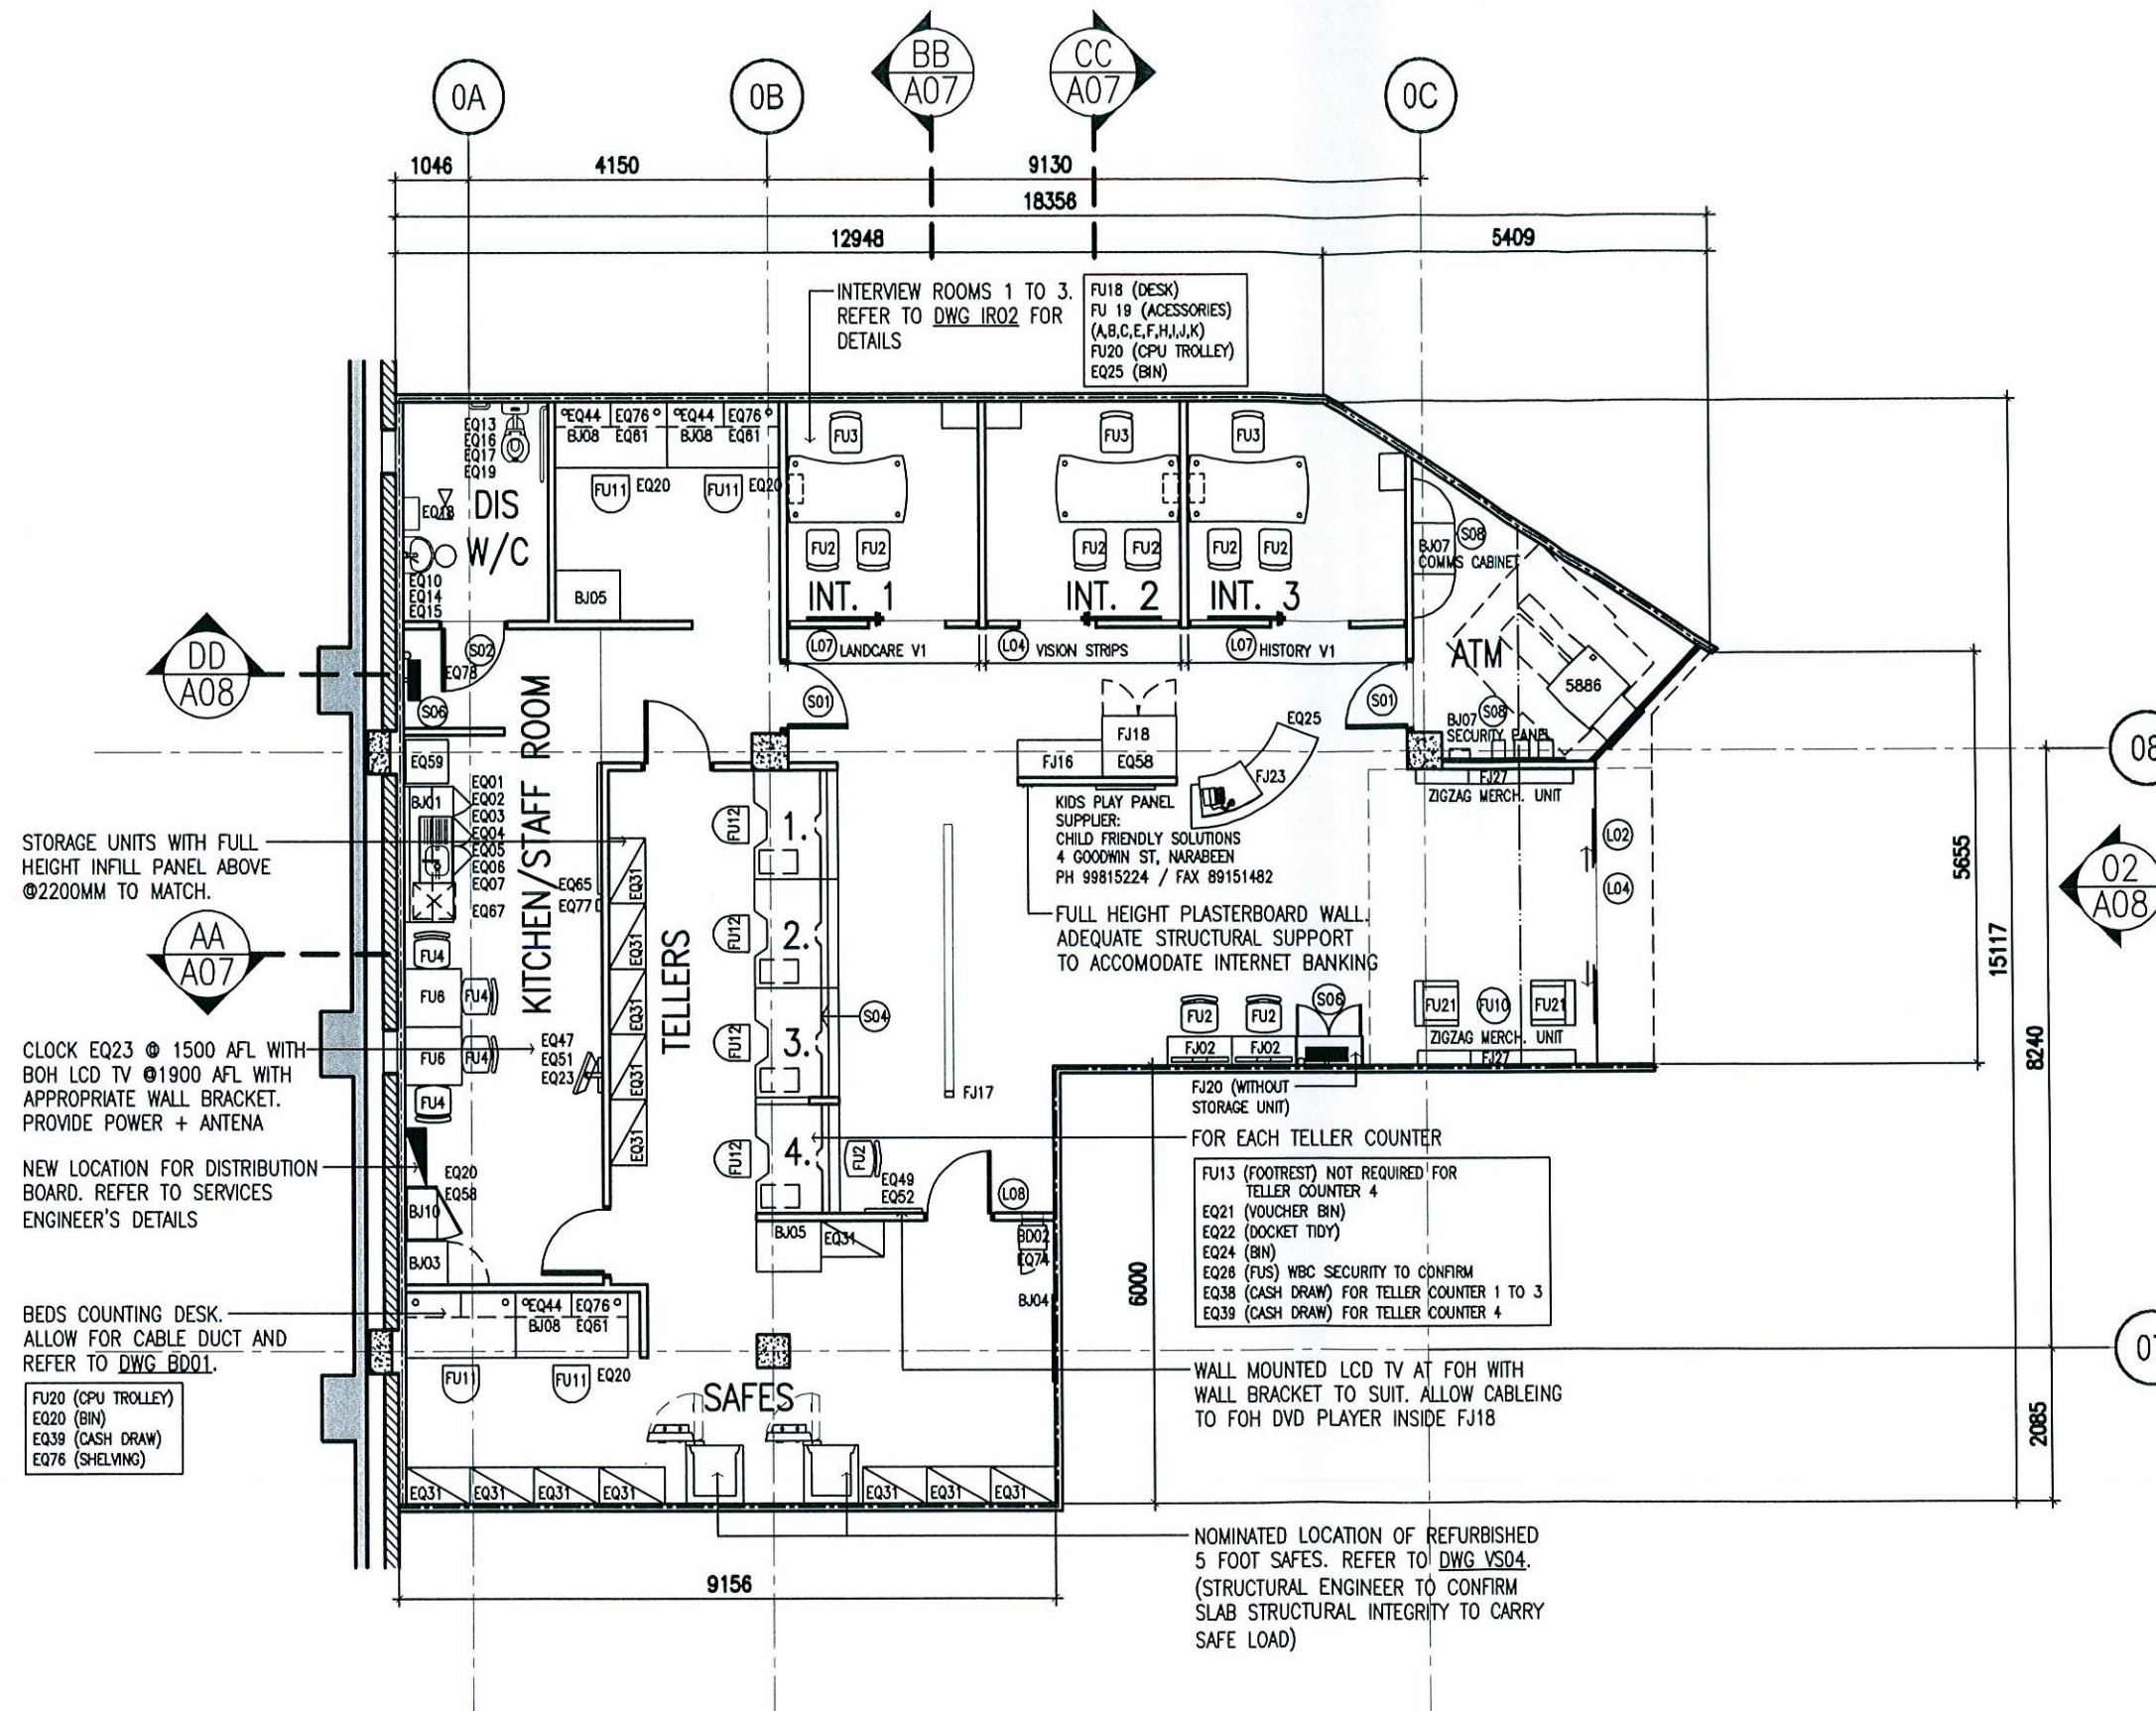 BB
A07
CC
A07
0A
0B
0C
1046
4150
9130
18356
12948
5409
INTERVIEW ROOMS 1 TO 3.
REFER TO DWG IR02 FOR
DETAILS
FU18 (DESK)
FU 19 (ACESSORIES)
(A,B,C,E,F,H,I,J,K)
FU20 (CPU TROLLEY)
EQ25 (BIN)
EQ13
EQ16
EQ17
EQ19
EQ18
DIS
W/C
EQ10
EQ14
EQ15
EQ44
BJ08
EQ76
EQ61
EQ44
BJ08
EQ76
EQ61
FU11
EQ20
FU11
EQ20
BJ05
FU3
FU2
FU2
INT. 1
FU3
FU2
FU2
INT. 2
FU3
FU2
FU2
INT. 3
L07
LANDCARE V1
L04
VISION STRIPS
L07
HISTORY V1
BJ07
S08
COMMS CABINET
ATM
5886
BJ07
S08
SECURITY PANEL
DD
A08
S02
EQ78
S06
S01
S01
FJ18
FJ16
EQ58
EQ25
FJ23
FJ27
ZIGZAG MERCH. UNIT
08
EQ59
BJ01
EQ01
EQ02
EQ03
EQ04
EQ05
EQ06
EQ07
EQ67
KITCHEN/STAFF ROOM
EQ65
EQ77
STORAGE UNITS WITH FULL
HEIGHT INFILL PANEL ABOVE
@2200MM TO MATCH.
AA
A07
EQ31
EQ31
EQ31
EQ31
EQ31
TELLERS
FU12
1.
FU12
2.
FU12
3.
FU12
4.
S04
KIDS PLAY PANEL
SUPPLIER:
CHILD FRIENDLY SOLUTIONS
4 GOODWIN ST, NARABEEN
PH 99815224 / FAX 89151482
FULL HEIGHT PLASTERBOARD WALL.
ADEQUATE STRUCTURAL SUPPORT
TO ACCOMODATE INTERNET BANKING
L02
L04
02
A08
5655
15117
8240
FU4
FU6
FU4
FU6
FU4
FU4
EQ47
EQ51
EQ23
CLOCK EQ23 @ 1500 AFL WITH
BOH LCD TV @1900 AFL WITH
APPROPRIATE WALL BRACKET.
PROVIDE POWER + ANTENA
FU2
FU2
S06
FJ02
FJ02
FU21
FU10
FU21
ZIGZAG MERCH. UNIT
FJ27
FJ17
FJ20 (WITHOUT
STORAGE UNIT)
NEW LOCATION FOR DISTRIBUTION
BOARD. REFER TO SERVICES
ENGINEER'S DETAILS
EQ20
EQ58
BJ10
BJ03
FU2
EQ49
EQ52
L08
BJ05
EQ31
BD02
EQ74
BJ04
6000
FOR EACH TELLER COUNTER
FU13 (FOOTREST) NOT REQUIRED FOR
TELLER COUNTER 4
EQ21 (VOUCHER BIN)
EQ22 (DOCKET TIDY)
EQ24 (BIN)
EQ26 (FUS) WBC SECURITY TO CONFIRM
EQ38 (CASH DRAW) FOR TELLER COUNTER 1 TO 3
EQ39 (CASH DRAW) FOR TELLER COUNTER 4
BEDS COUNTING DESK.
ALLOW FOR CABLE DUCT AND
REFER TO DWG BD01.
FU20 (CPU TROLLEY)
EQ20 (BIN)
EQ39 (CASH DRAW)
EQ76 (SHELVING)
EQ44
BJ08
EQ76
EQ61
FU11
FU11
EQ20
SAFES
WALL MOUNTED LCD TV AT FOH WITH
WALL BRACKET TO SUIT. ALLOW CABLEING
TO FOH DVD PLAYER INSIDE FJ18
2085
EQ31
EQ31
EQ31
EQ31
EQ31
EQ31
EQ31
NOMINATED LOCATION OF REFURBISHED
5 FOOT SAFES. REFER TO DWG VS04.
(STRUCTURAL ENGINEER TO CONFIRM
SLAB STRUCTURAL INTEGRITY TO CARRY
SAFE LOAD)
9156